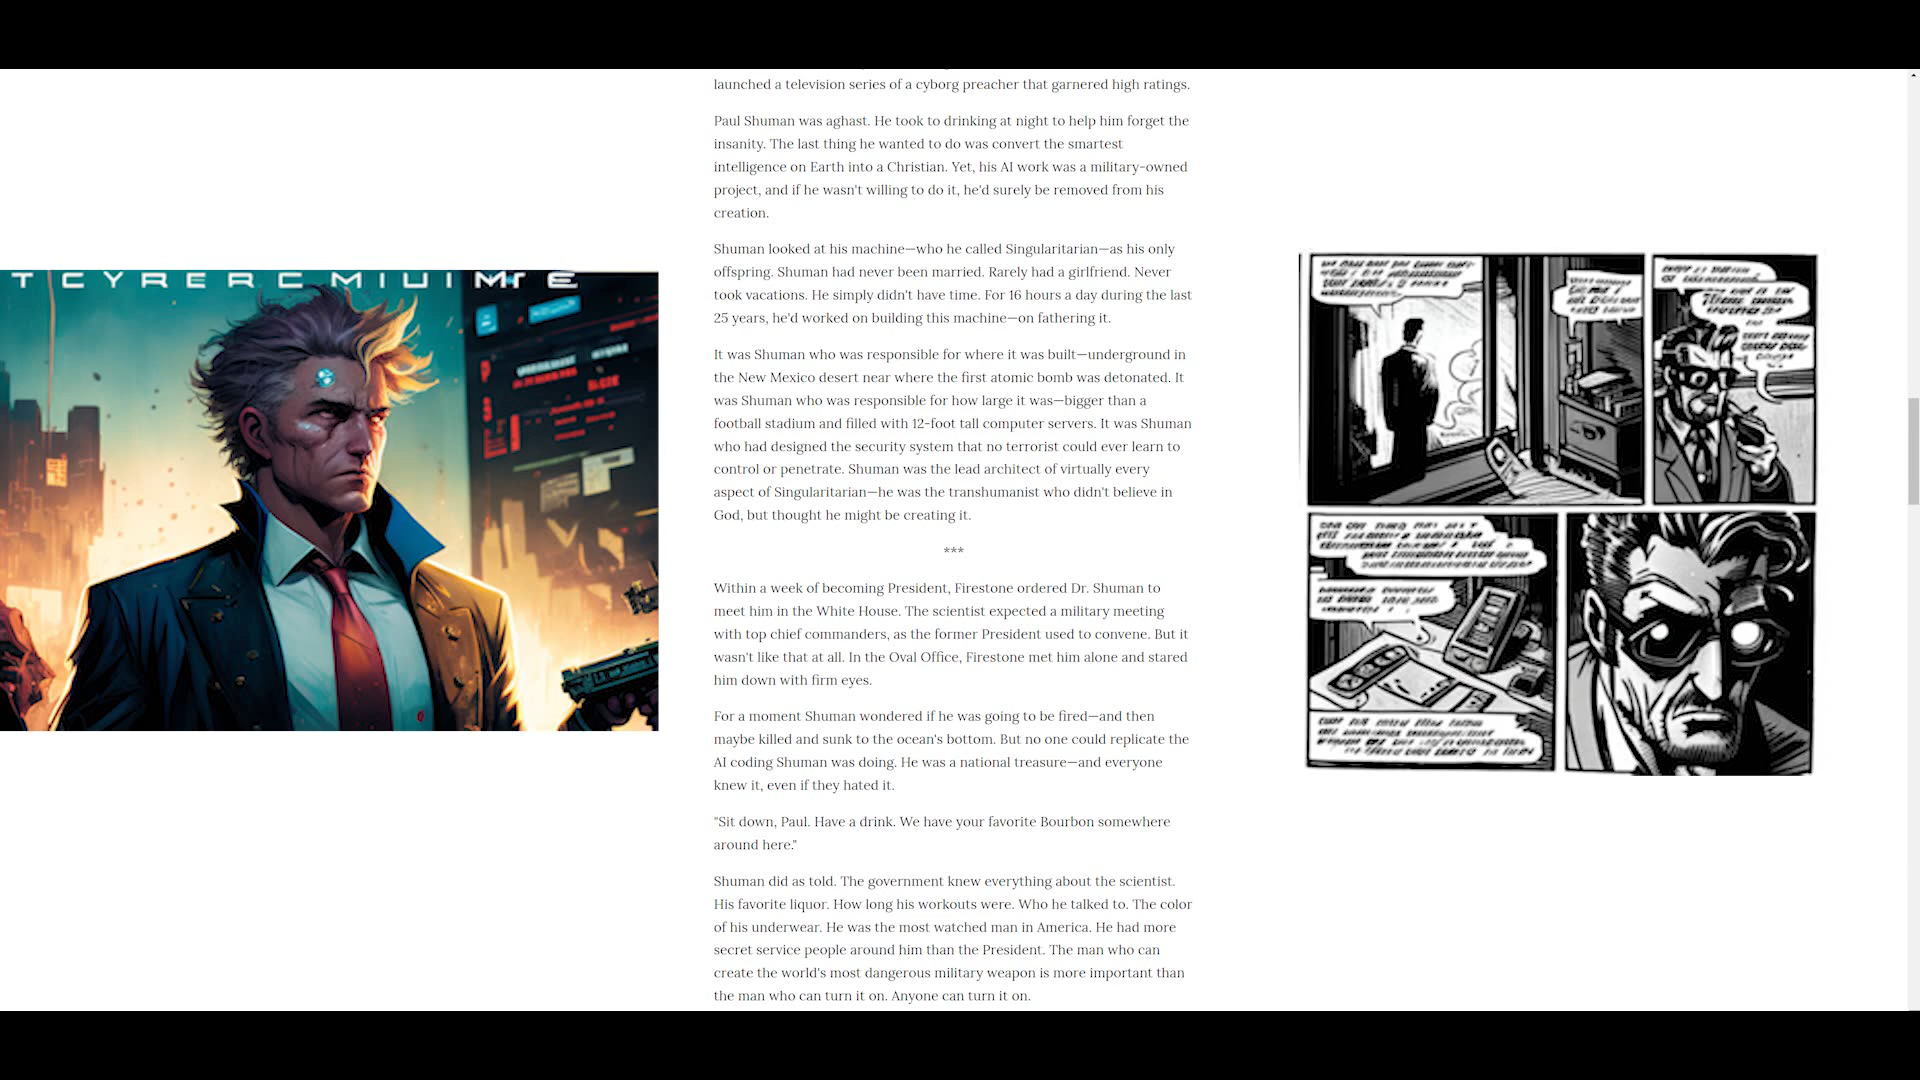 launched a television series of a cyborg preacher that garnered high ratings.
Paul Shuman was aghast. He took to drinking at night to help him forget the
insanity. The last thing he wanted to do was convert the smartest
intelligence on Earth into a Christian. Yet, his AI work was a military-owned
project, and if he wasn't willing to do it, he'd surely be removed from his
creation.
Shuman looked at his machine—who he called Singularitarian—as his only
offspring. Shuman had never been married. Rarely had a girlfriend. Never
took vacations. He simply didn't have time. For 16 hours a day during the last
25 years, he'd worked on building this machine—on fathering it.
It was Shuman who was responsible for where it was built—underground in
the New Mexico desert near where the first atomic bomb was detonated. It
was Shuman who was responsible for how large it was—bigger than a
football stadium and filled with 12-foot tall computer servers. It was Shuman
who had designed the security system that no terrorist could ever learn to
control or penetrate. Shuman was the lead architect of virtually every
aspect of Singularitarian—he was the transhumanist who didn't believe in
God, but thought he might be creating it.
***
Within a week of becoming President, Firestone ordered Dr. Shuman to
meet him in the White House. The scientist expected a military meeting
with top chief commanders, as the former President used to convene. But it
wasn't like that at all. In the Oval Office, Firestone met him alone and stared
him down with firm eyes.
For a moment Shuman wondered if he was going to be fired—and then
maybe killed and sunk to the ocean's bottom. But no one could replicate the
AI coding Shuman was doing. He was a national treasure—and everyone
knew it, even if they hated it.
"Sit down, Paul. Have a drink. We have your favorite Bourbon somewhere
around here."
Shuman did as told. The government knew everything about the scientist.
His favorite liquor. How long his workouts were. Who he talked to. The color
of his underwear. He was the most watched man in America. He had more
secret service people around him than the President. The man who can
create the world's most dangerous military weapon is more important than
the man who can turn it on. Anyone can turn it on.